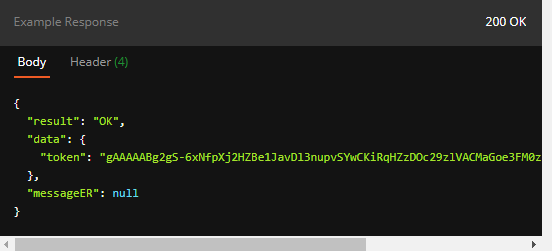 Example Response 200 OK
Body Header (4)
{
"result": "OK",
"data": {
"token": "gAAAAABg2gS-6xNfpXj2HZBe1JavDl3nupvSYwCKiRqHZzDOc29zlVACMaGoe3FM0z
},
"messageER": null
}